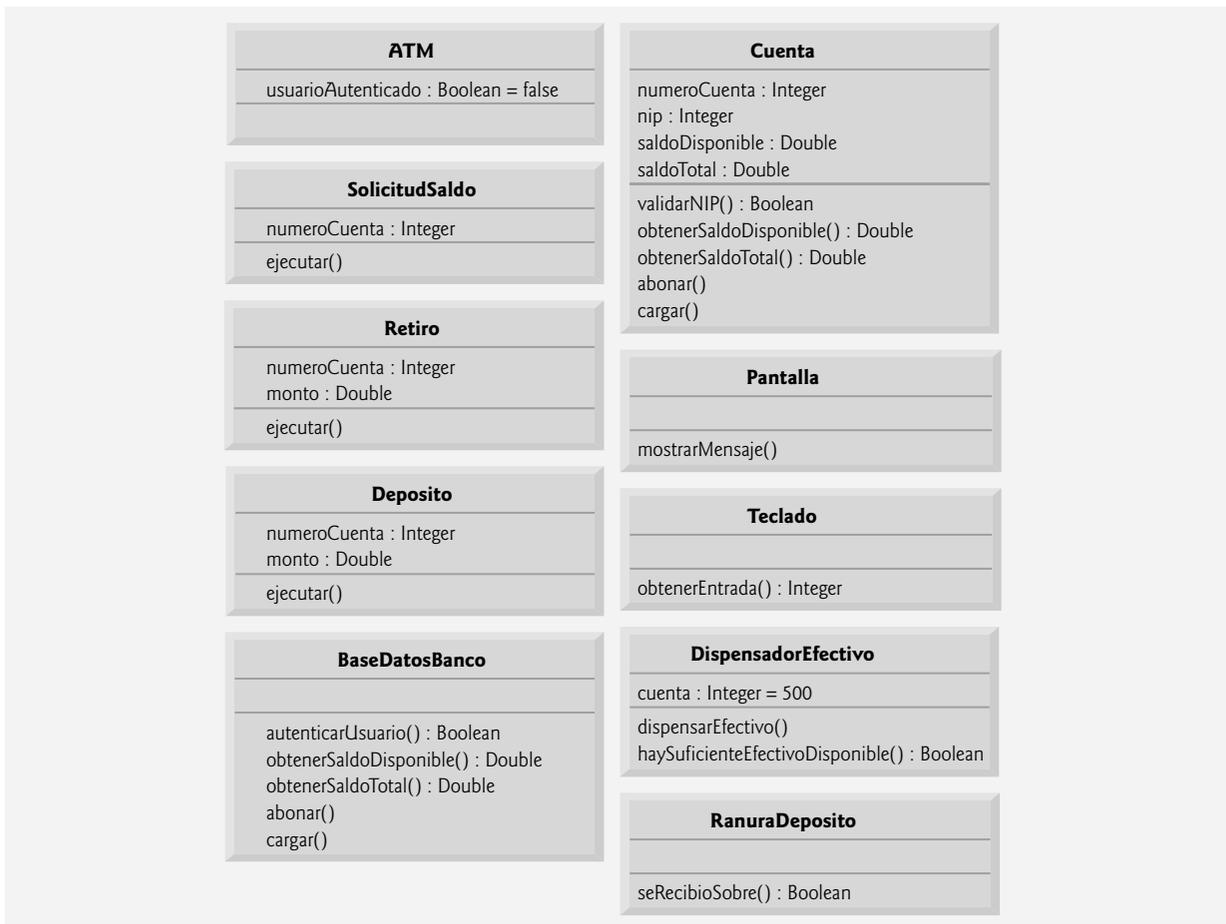 ATM
usuarioAutenticado : Boolean = false
SolicitudSaldo
numeroCuenta : Integer
ejecutar()
Retiro
numeroCuenta : Integer
monto : Double
ejecutar()
Deposito
numeroCuenta : Integer
monto : Double
ejecutar()
BaseDatosBanco
autenticarUsuario() : Boolean
obtenerSaldoDisponible() : Double
obtenerSaldoTotal() : Double
abonar()
cargar()
Cuenta
numeroCuenta : Integer
nip : Integer
saldoDisponible : Double
saldoTotal : Double
validarNIP() : Boolean
obtenerSaldoDisponible() : Double
obtenerSaldoTotal() : Double
abonar()
cargar()
Pantalla
mostrarMensaje()
Teclado
obtenerEntrada() : Integer
DispensadorEfectivo
cuenta : Integer = 500
dispensarEfectivo()
haySuficienteEfectivoDisponible() : Boolean
RanuraDeposito
seRecibioSobre() : Boolean